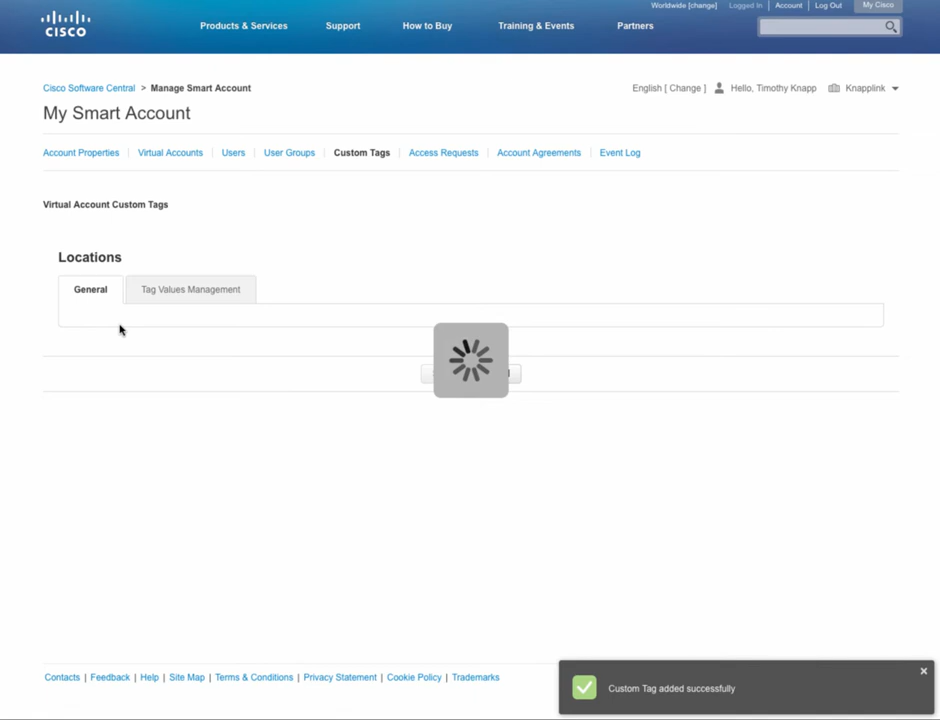 Worldwide [change] Logged In Account Log Out My Cisco
CISCO Products & Services Support How to Buy Training & Events Partners
Cisco Software Central > Manage Smart Account English [ Change ] Hello, Timothy Knapp Knapplink
My Smart Account
Account Properties Virtual Accounts Users User Groups Custom Tags Access Requests Account Agreements Event Log
Virtual Account Custom Tags
Locations
General Tag Values Management
Contacts | Feedback | Help | Site Map | Terms & Conditions | Privacy Statement | Cookie Policy | Trademarks
Custom Tag added successfully